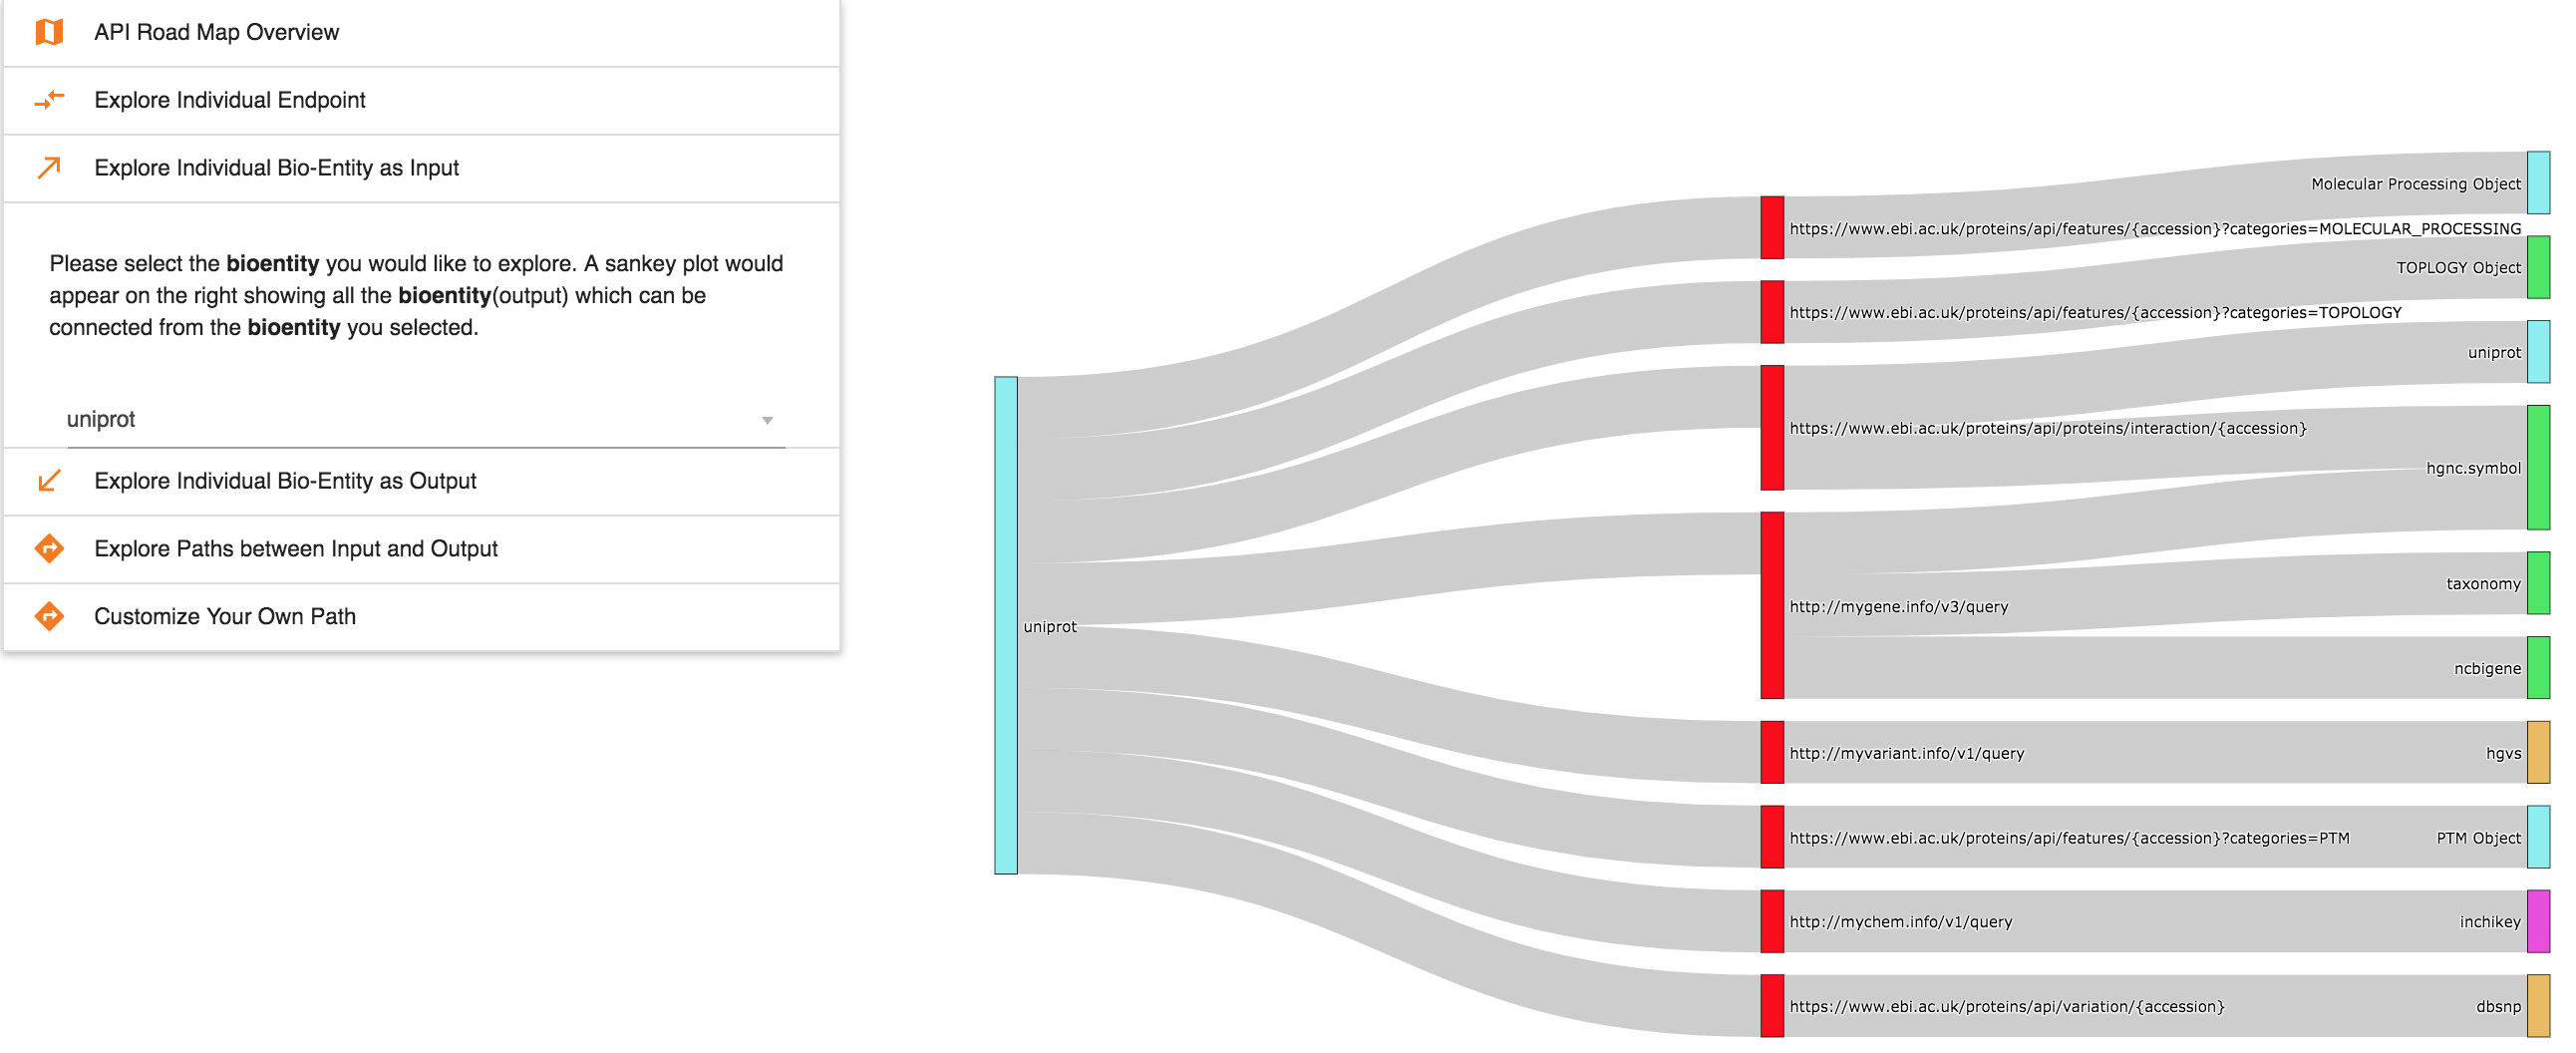 API Road Map Overview
Explore Individual Endpoint
Explore Individual Bio-Entity as Input
Please select the bioentity you would like to explore. A sankey plot would
appear on the right showing all the bioentity(output) which can be
connected from the bioentity you selected.
uniprot
Explore Individual Bio-Entity as Output
Explore Paths between Input and Output
Customize Your Own Path
uniprot
https://www.ebi.ac.uk/proteins/api/features/{accession}?categories=MOLECULAR_PROCESSING
https://www.ebi.ac.uk/proteins/api/features/{accession}?categories=TOPOLOGY
https://www.ebi.ac.uk/proteins/api/proteins/interaction/{accession}
http://mygene.info/v3/query
http://myvariant.info/v1/query
https://www.ebi.ac.uk/proteins/api/features/{accession}?categories=PTM
http://mychem.info/v1/query
https://www.ebi.ac.uk/proteins/api/variation/{accession}
Molecular Processing Object
TOPLOGY Object
uniprot
hgnc.symbol
taxonomy
ncbigene
hgvs
PTM Object
inchikey
dbsnp